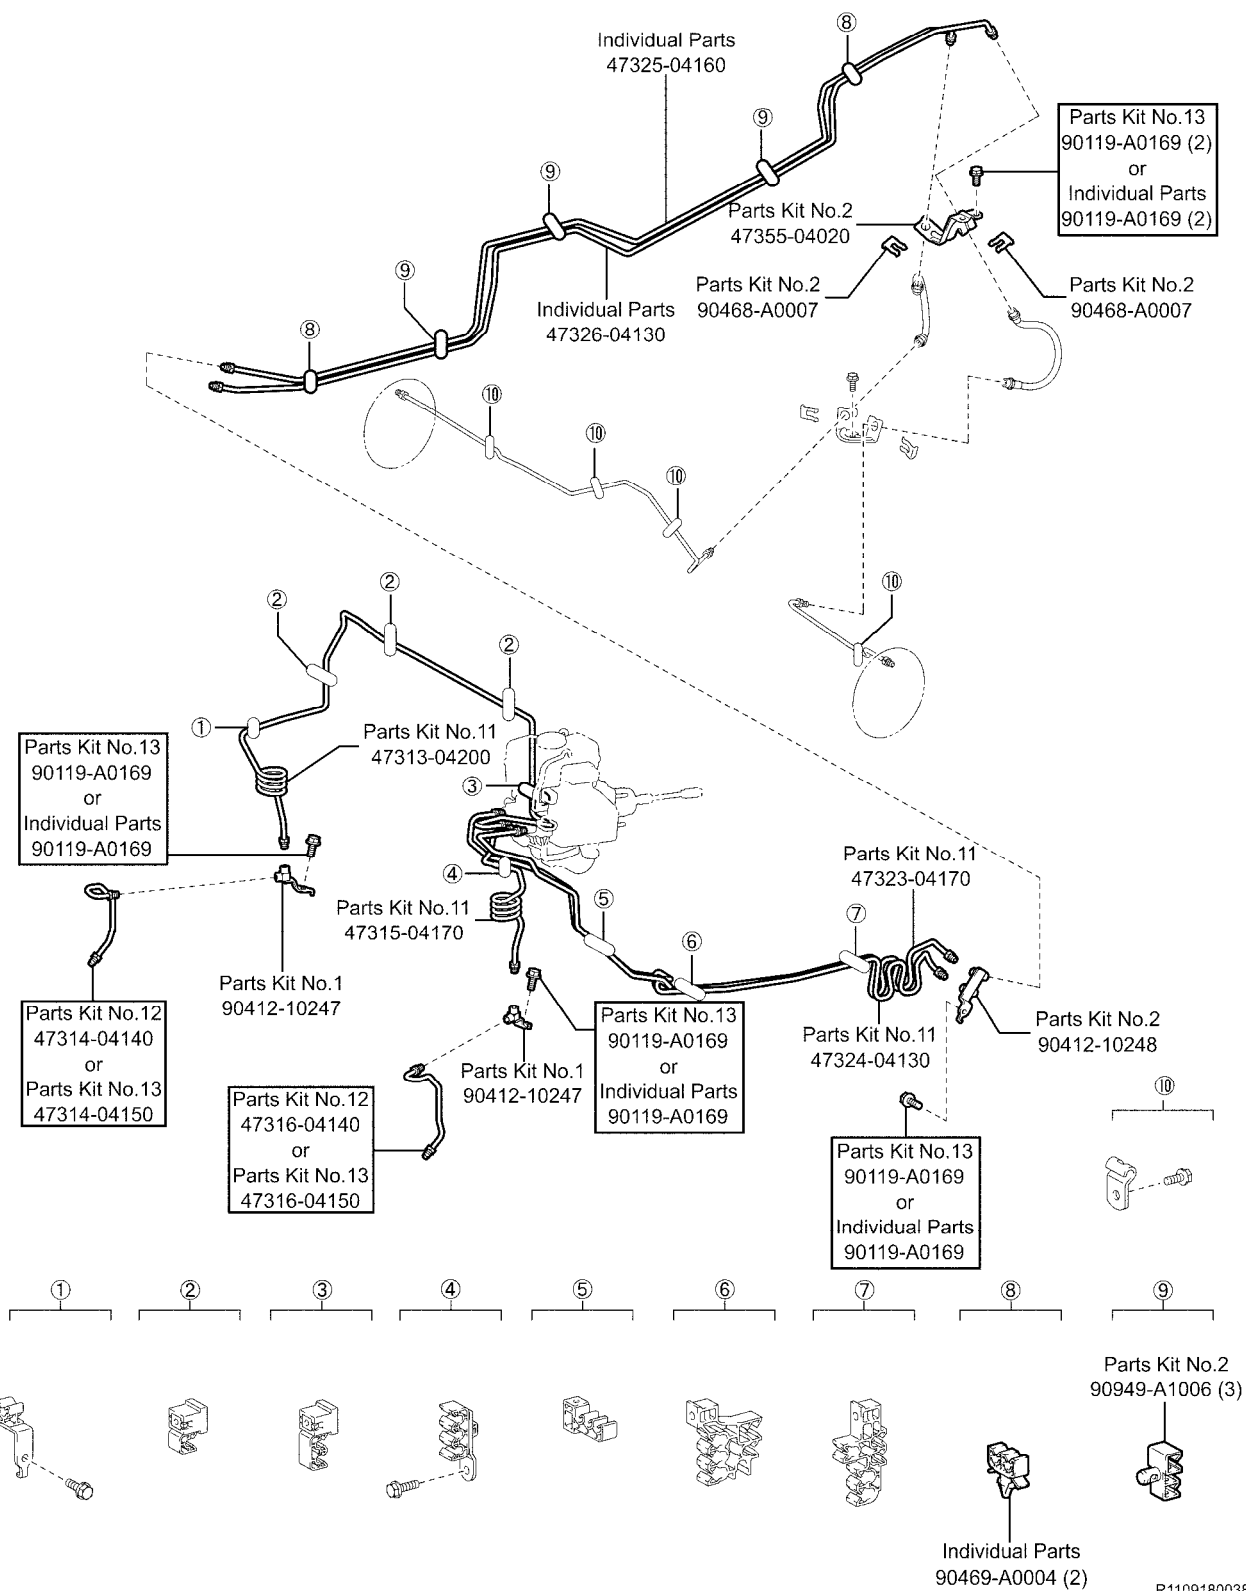 ⑧
Individual Parts
47325-04160
⑨
Parts Kit No.13
90119-A0169 (2)
or
Individual Parts
90119-A0169 (2)
⑨
Parts Kit No.2
47355-04020
⑨
Parts Kit No.2
90468-A0007
Parts Kit No.2
90468-A0007
Individual Parts
47326-04130
⑧
⑩
⑩
⑩
②
②
⑩
②
①
Parts Kit No.11
47313-04200
Parts Kit No.13
90119-A0169
or
Individual Parts
90119-A0169
③
④
Parts Kit No.11
47323-04170
Parts Kit No.11
47315-04170
⑤
⑦
⑥
Parts Kit No.1
90412-10247
Parts Kit No.12
47314-04140
or
Parts Kit No.13
47314-04150
Parts Kit No.13
90119-A0169
or
Individual Parts
90119-A0169
Parts Kit No.11
47324-04130
Parts Kit No.2
90412-10248
Parts Kit No.1
90412-10247
Parts Kit No.12
47316-04140
or
Parts Kit No.13
47316-04150
⑩
Parts Kit No.13
90119-A0169
or
Individual Parts
90119-A0169
① ② ③ ④ ⑤ ⑥ ⑦ ⑧ ⑨
Parts Kit No.2
90949-A1006 (3)
Individual Parts
90469-A0004 (2)